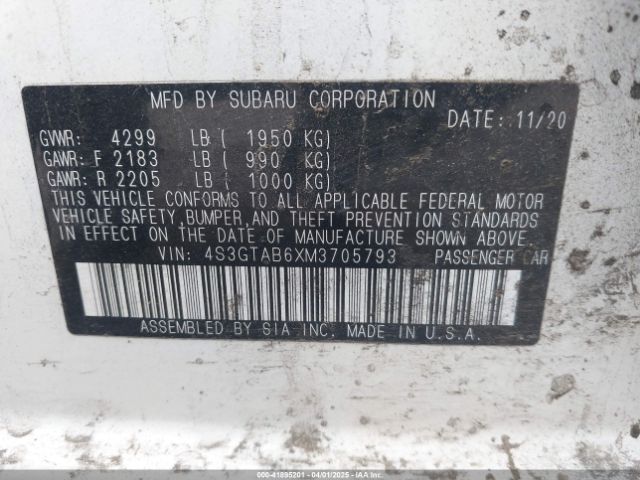 MFD BY SUBARU CORPORATION
DATE: 11/20
GVWR: 4299 LB ( 1950 KG)
GAWR: F 2183 LB ( 990 KG)
GAWR: R 2205 LB ( 1000 KG)
THIS VEHICLE CONFORMS TO ALL APPLICABLE FEDERAL MOTOR
VEHICLE SAFETY, BUMPER, AND THEFT PREVENTION STANDARDS
IN EFFECT ON THE DATE OF MANUFACTURE SHOWN ABOVE.
VIN: 4S3GTAB6XM3705793 PASSENGER CAR
ASSEMBLED BY SIA INC. MADE IN U.S.A.
000-41895201 - 04/01/2025 - IAAI.COM